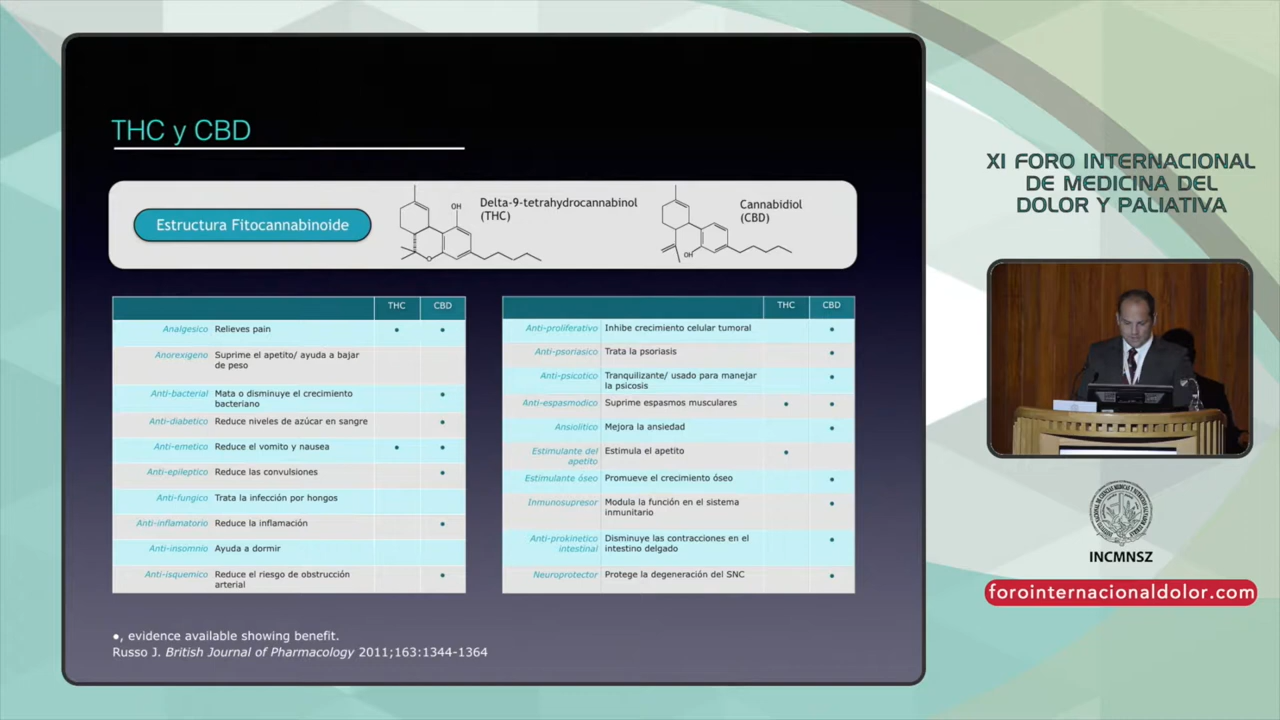 THC y CBD
Estructura Fitocannabinoide
OH
O
Delta-9-tetrahydrocannabinol
(THC)
OH
Cannabidiol
(CBD)
THC CBD
Analgesico Relieves pain • •
Anorexigeno Suprime el apetito/ ayuda a bajar
de peso
Anti-bacterial Mata o disminuye el crecimiento •
bacteriano
Anti-diabetico Reduce niveles de azúcar en sangre •
Anti-emetico Reduce el vomito y nausea • •
Anti-epileptico Reduce las convulsiones •
Anti-fungico Trata la infección por hongos
Anti-inflamatorio Reduce la inflamación •
Anti-insomnio Ayuda a dormir
Anti-isquemico Reduce el riesgo de obstrucción •
arterial
THC CBD
Anti-proliferativo Inhibe crecimiento celular tumoral •
Anti-psoriasico Trata la psoriasis •
Anti-psicotico Tranquilizante/ usado para manejar •
la psicosis
Anti-espasmodico Suprime espasmos musculares • •
Ansiolitico Mejora la ansiedad •
Estimulante del Estimula el apetito •
apetito
Estimulante óseo Promueve el crecimiento óseo •
Inmunosupresor Modula la función en el sistema •
inmunitario
Anti-prokinetico Disminuye las contracciones en el •
intestinal intestino delgado
Neuroprotector Protege la degeneración del SNC •
•, evidence available showing benefit.
Russo J. British Journal of Pharmacology 2011;163:1344-1364
XI FORO INTERNACIONAL
DE MEDICINA DEL
DOLOR Y PALIATIVA
INCMNSZ
forointernacionaldolor.com